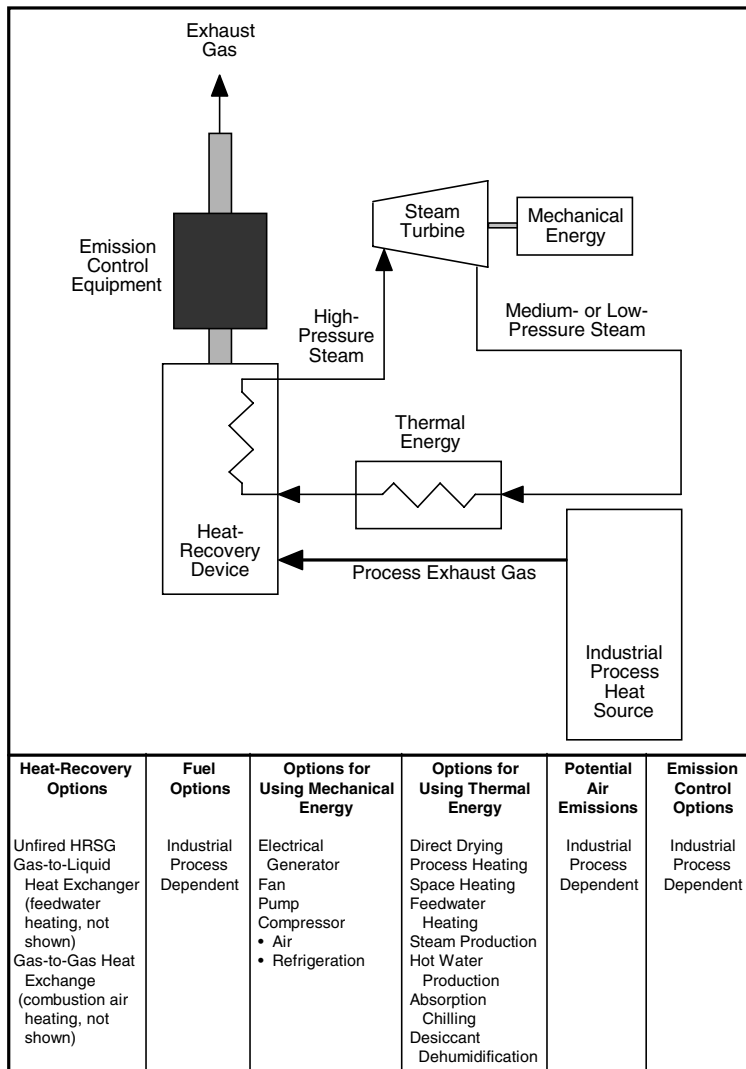 Exhaust
Gas
Steam
Turbine
Mechanical
Energy
Emission
Control
Equipment
High-
Pressure
Steam
Medium- or Low-
Pressure Steam
Thermal
Energy
Heat-
Recovery
Device
Process Exhaust Gas
Industrial
Process
Heat
Source
Heat-Recovery
Options
Unfired HRSG
Gas-to-Liquid
Heat Exchanger
(feedwater
heating, not
shown)
Gas-to-Gas Heat
Exchange
(combustion air
heating, not
shown)
Fuel
Options
Industrial
Process
Dependent
Options for
Using Mechanical
Energy
Electrical
Generator
Fan
Pump
Compressor
• Air
• Refrigeration
Options for
Using Thermal
Energy
Direct Drying
Process Heating
Space Heating
Feedwater
Heating
Steam Production
Hot Water
Production
Absorption
Chilling
Desiccant
Dehumidification
Potential
Air
Emissions
Industrial
Process
Dependent
Emission
Control
Options
Industrial
Process
Dependent